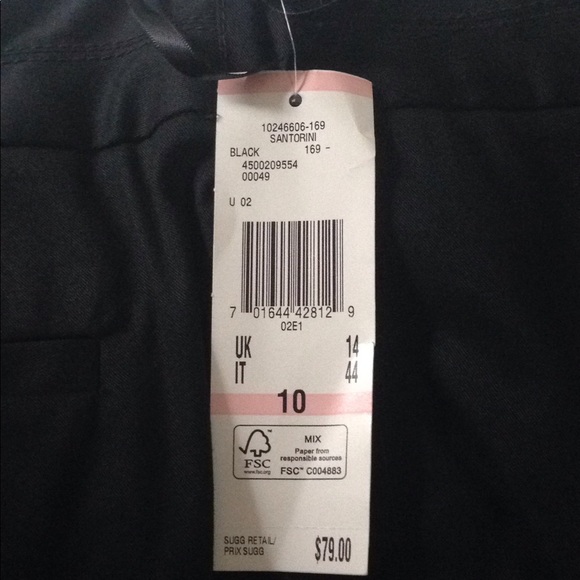 10246606-169
SANTORINI
BLACK 169 -
4500209554
00049
U 02
7 01644 42812 9
02E1
UK 14
IT 44
10
FSC™
www.fsc.org
MIX
Paper from
responsible sources
FSC™ C004883
SUGG RETAIL/
PRIX SUGG $79.00